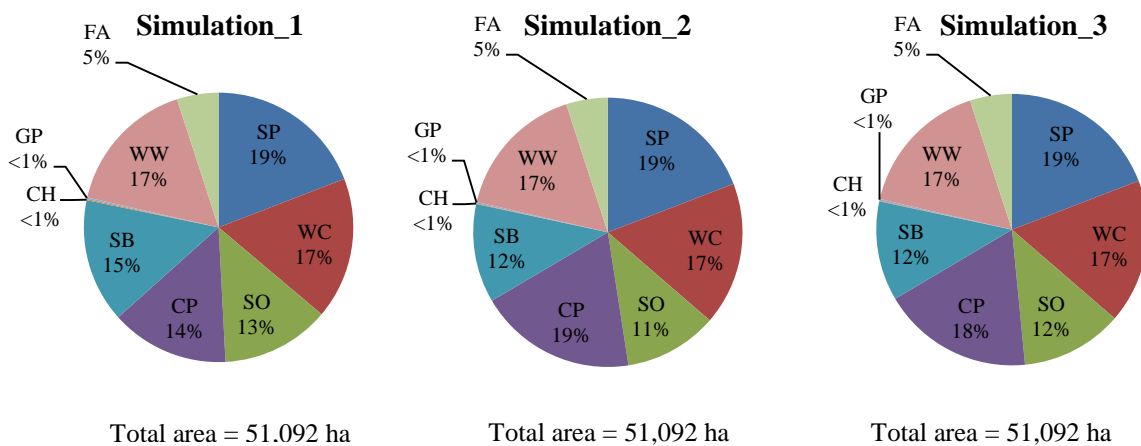 Simulation_1
FA
5%
SP
19%
WC
17%
SO
13%
CP
14%
SB
15%
CH
<1%
GP
<1%
WW
17%
Total area = 51,092 ha
Simulation_2
FA
5%
SP
19%
WC
17%
SO
11%
CP
19%
SB
12%
CH
<1%
GP
<1%
WW
17%
Total area = 51,092 ha
Simulation_3
FA
5%
SP
19%
WC
17%
SO
12%
CP
18%
SB
12%
CH
<1%
GP
<1%
WW
17%
Total area = 51,092 ha